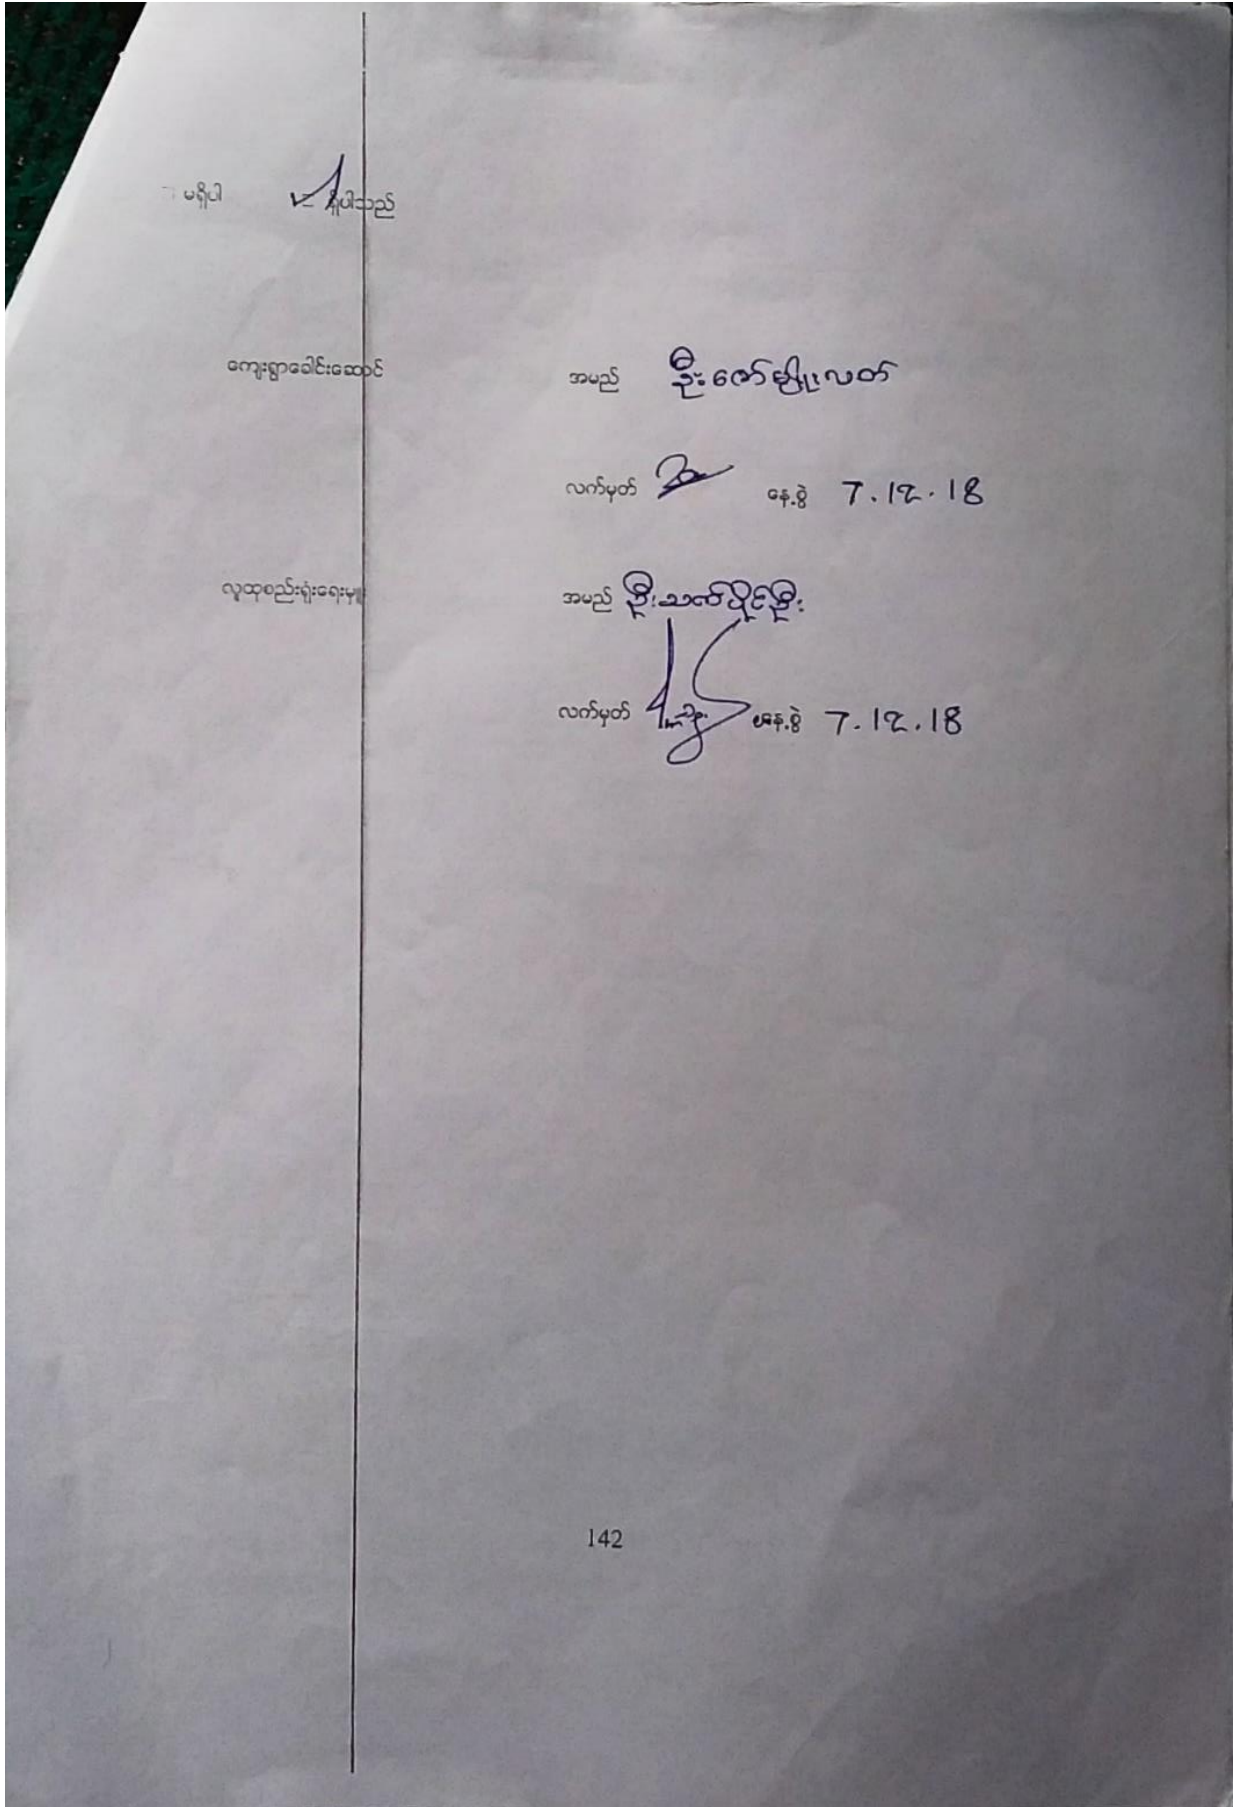 မရှိပါ ရှိပါသည်
ကျေးရွာခေါင်းဆောင် အမည် ဦးဇော်မျိုးလတ်
လက်မှတ် နေ့စွဲ 7.12.18
လူထုစည်းရုံးရေးမှူး အမည် ဦးသက်ပိုင်ဦး
လက်မှတ် နေ့စွဲ 7.12.18
142